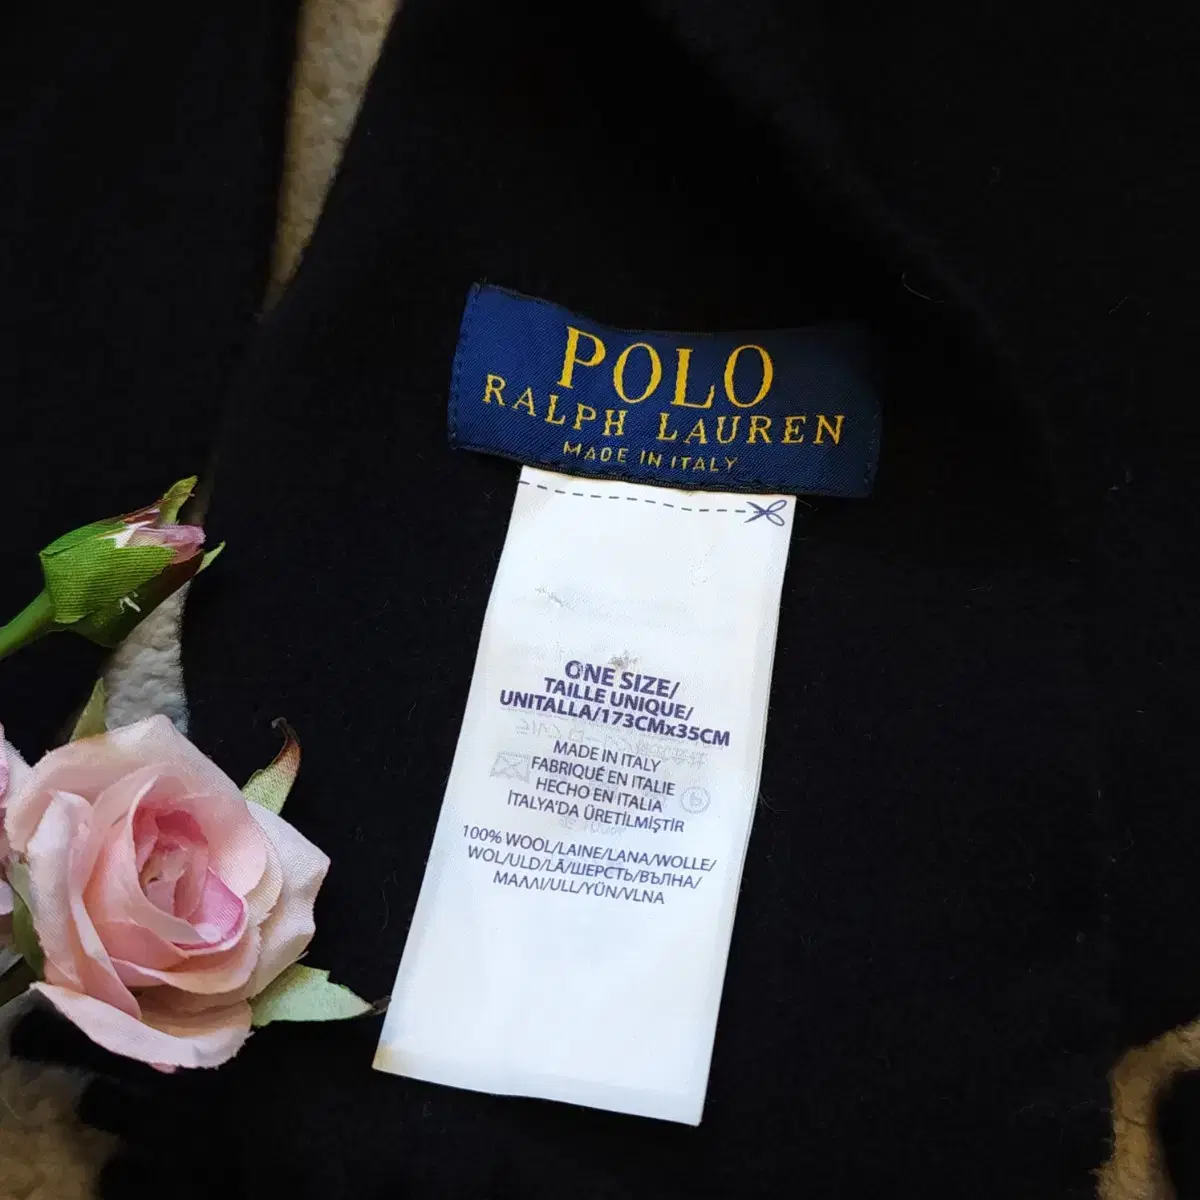 POLO
RALPH LAUREN
MADE IN ITALY
ONE SIZE/
TAILLE UNIQUE/
UNITALLA/173CMx35CM
MADE IN ITALY
FABRIQUÉ EN ITALIE
HECHO EN ITALIA
İTALYA'DA ÜRETİLMİŞTİR
100% WOOL/LAINE/LANA/WOLLE/
WOL/ULD/LÃ/ШЕРСТЬ/ВЪЛНА/
ΜΑΛΛΙ/ULL/YÜN/VLNA